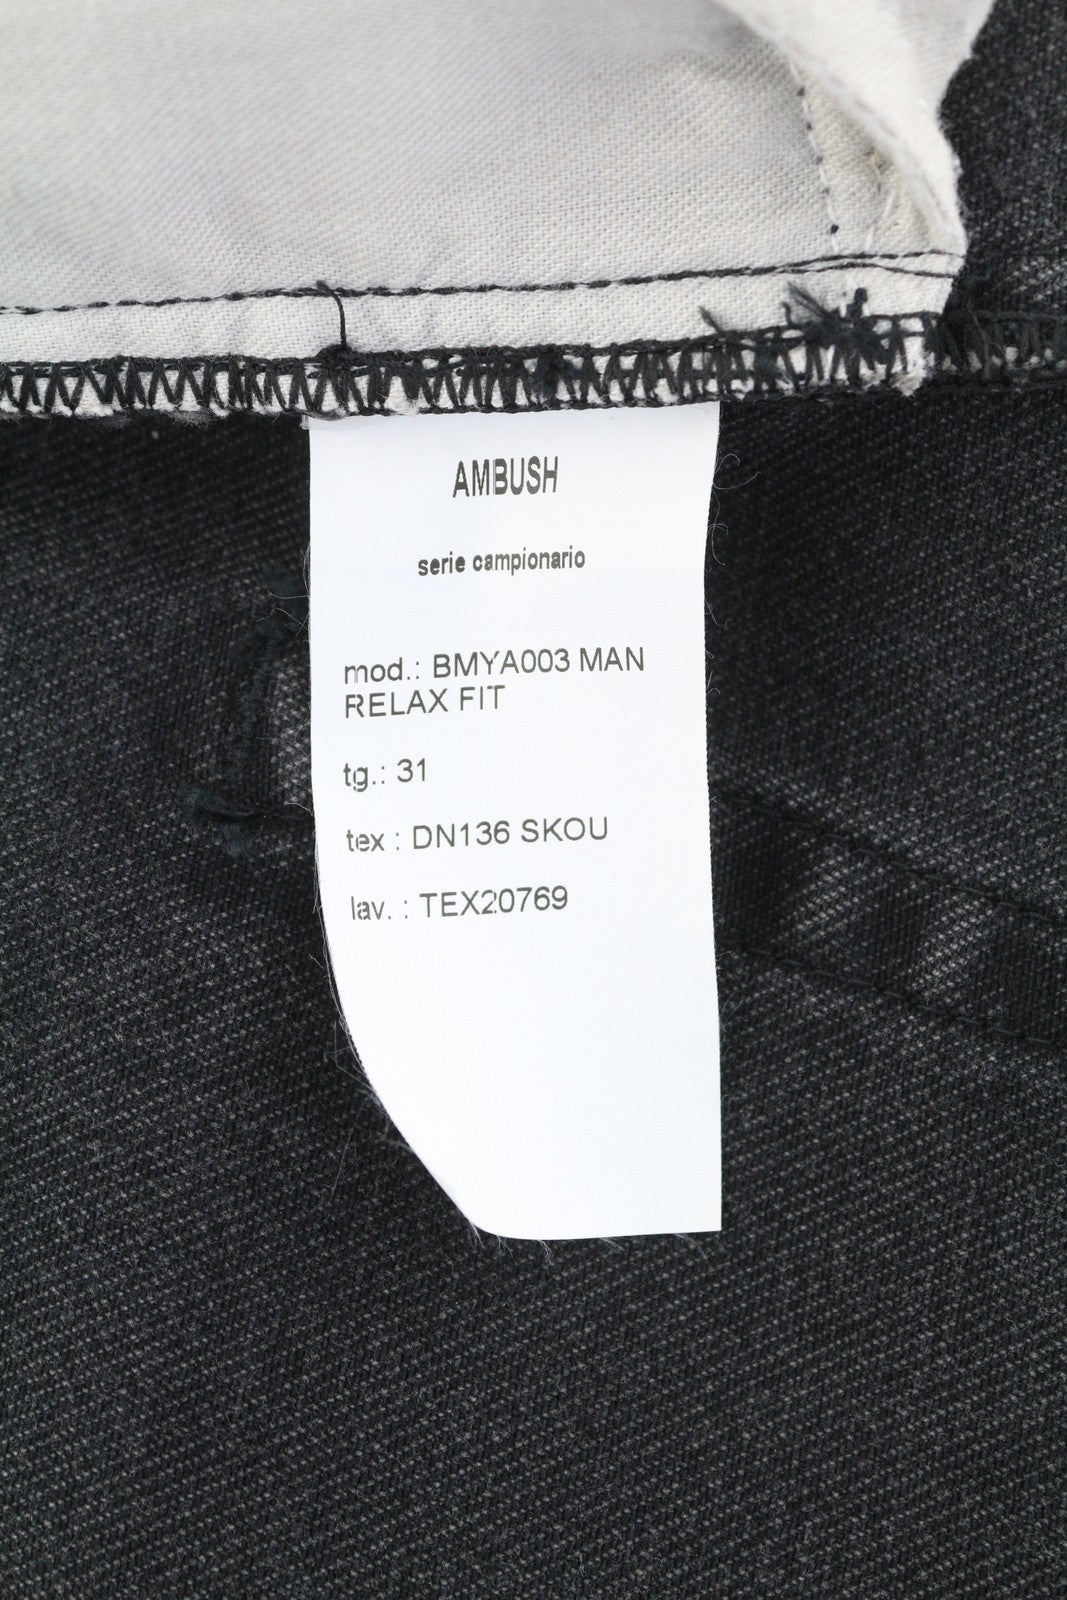 AMBUSH
serie campionario
mod.: BMYA003 MAN
RELAX FIT
tg.: 31
tex : DN136 SKOU
lav. : TEX20769